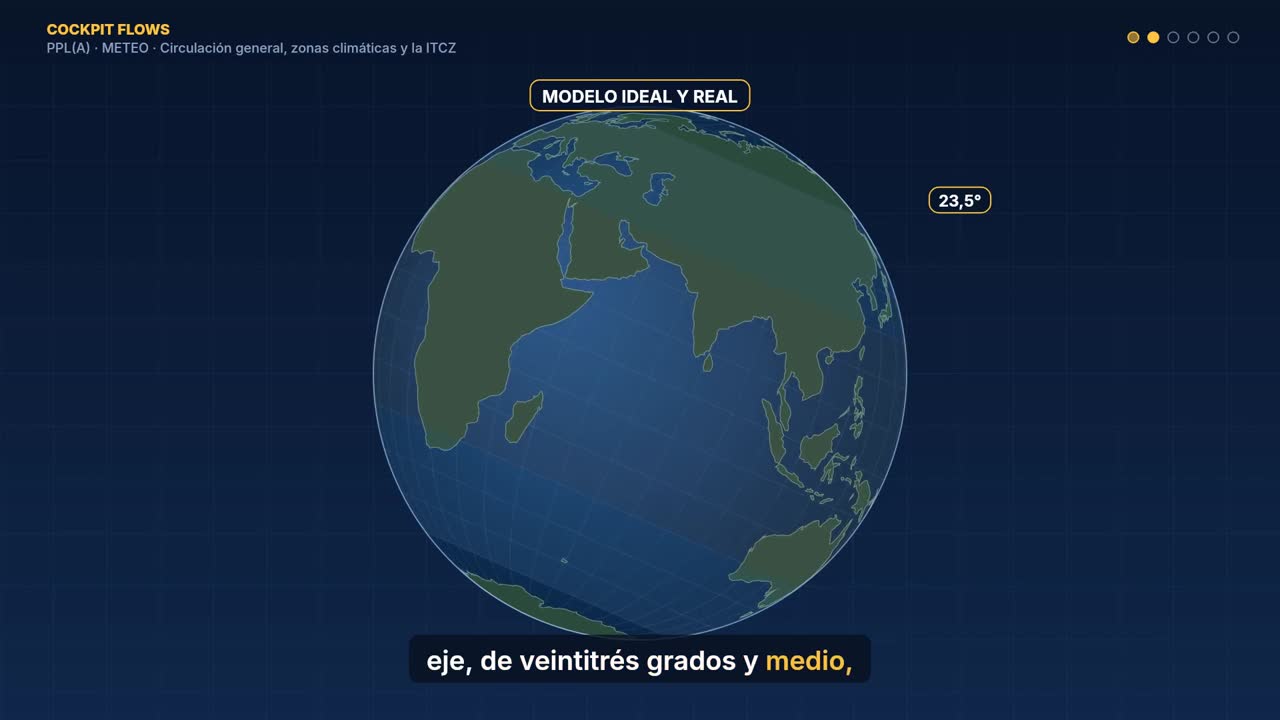 COCKPIT FLOWS
PPL(A) · METEO · Circulación general, zonas climáticas y la ITCZ
MODELO IDEAL Y REAL
23,5°
eje, de veintitrés grados y medio,